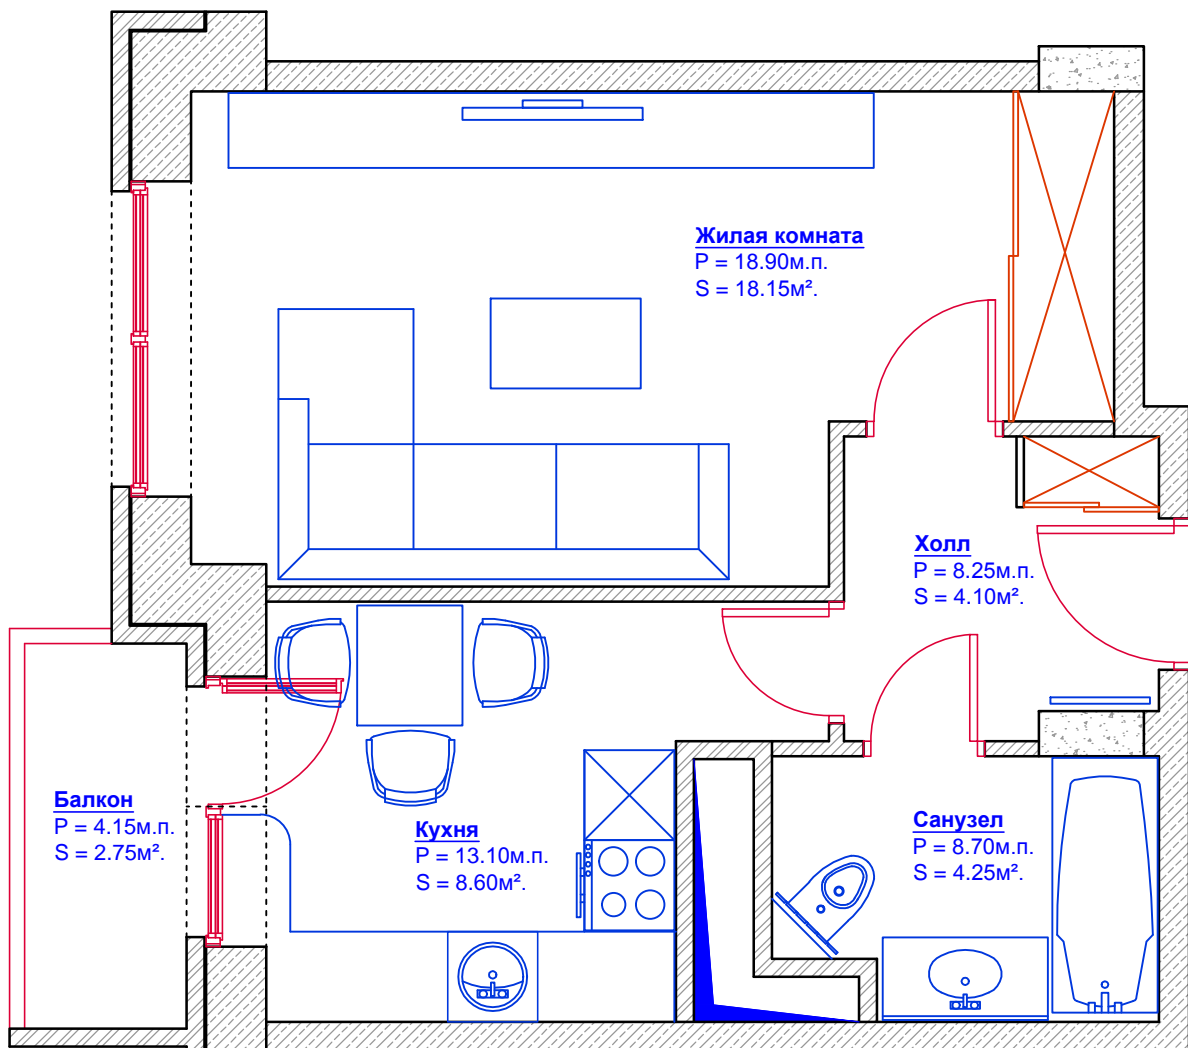 Жилая комната
P = 18.90м.п.
S = 18.15м².
Холл
P = 8.25м.п.
S = 4.10м².
Балкон
P = 4.15м.п.
S = 2.75м².
Кухня
P = 13.10м.п.
S = 8.60м².
Санузел
P = 8.70м.п.
S = 4.25м².